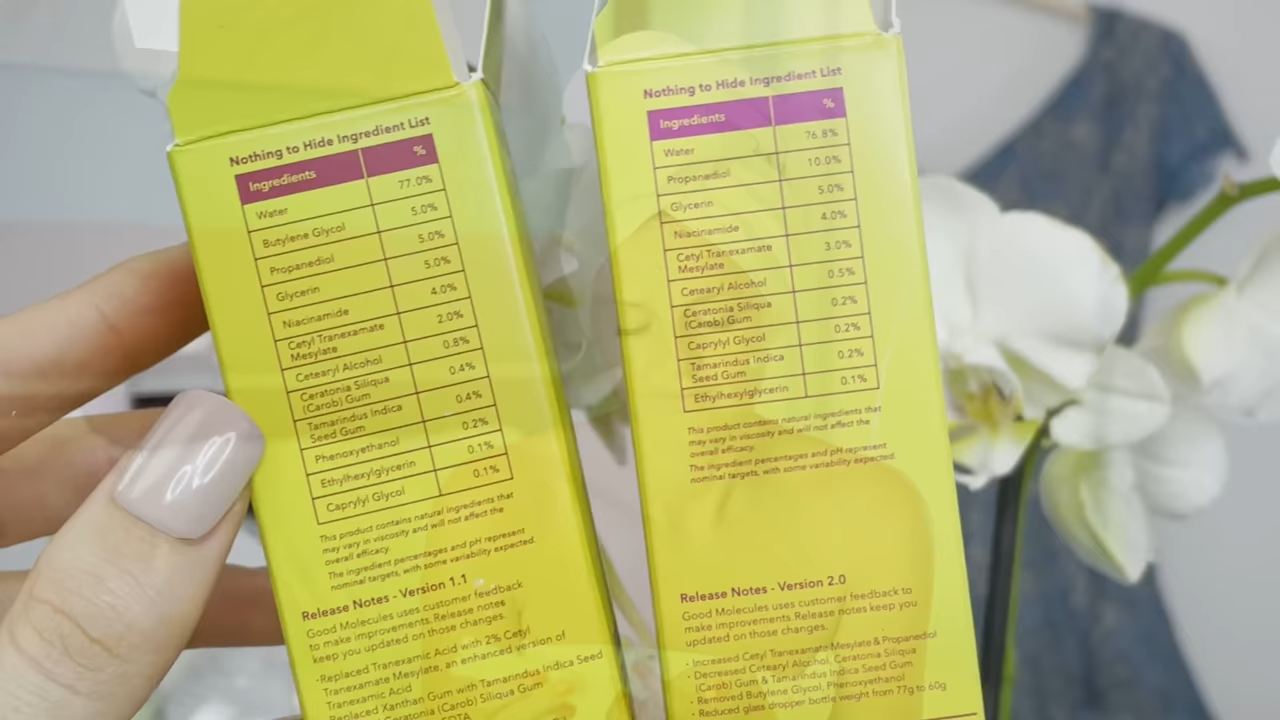 Nothing to Hide Ingredient List
Ingredients %
Water 77.0%
Butylene Glycol 5.0%
Propanediol 5.0%
Glycerin 5.0%
Niacinamide 4.0%
Cetyl Tranexamate
Mesylate 2.0%
Cetearyl Alcohol 0.8%
Ceratonia Siliqua
(Carob) Gum 0.4%
Tamarindus Indica
Seed Gum 0.4%
Phenoxyethanol 0.2%
Ethylhexylglycerin 0.1%
Caprylyl Glycol 0.1%
This product contains natural ingredients that
may vary in viscosity and will not affect the
overall efficacy.
The ingredient percentages and pH represent
nominal targets, with some variability expected.
Release Notes - Version 1.1
Good Molecules uses customer feedback
to make improvements. Release notes
keep you updated on those changes.
·Replaced Tranexamic Acid with 2% Cetyl
Tranexamate Mesylate, an enhanced version of
Tranexamic Acid
Replaced Xanthan Gum with Tamarindus Indica Seed
Ceratonia (Carob) Siliqua Gum
EDTA
Nothing to Hide Ingredient List
Ingredients %
Water 76.8%
Propanediol 10.0%
Glycerin 5.0%
Niacinamide 4.0%
Cetyl Tranexamate
Mesylate 3.0%
Cetearyl Alcohol 0.5%
Ceratonia Siliqua
(Carob) Gum 0.2%
Caprylyl Glycol 0.2%
Tamarindus Indica
Seed Gum 0.2%
Ethylhexylglycerin 0.1%
This product contains natural ingredients that
may vary in viscosity and will not affect the
overall efficacy.
The ingredient percentages and pH represent
nominal targets, with some variability expected.
Release Notes - Version 2.0
Good Molecules uses customer feedback to
make improvements. Release notes keep you
updated on those changes.
· Increased Cetyl Tranexamate Mesylate & Propanediol
· Decreased Cetearyl Alcohol, Ceratonia Siliqua
(Carob) Gum & Tamarindus Indica Seed Gum
· Removed Butylene Glycol, Phenoxyethanol
· Reduced glass dropper bottle weight from 77g to 60g